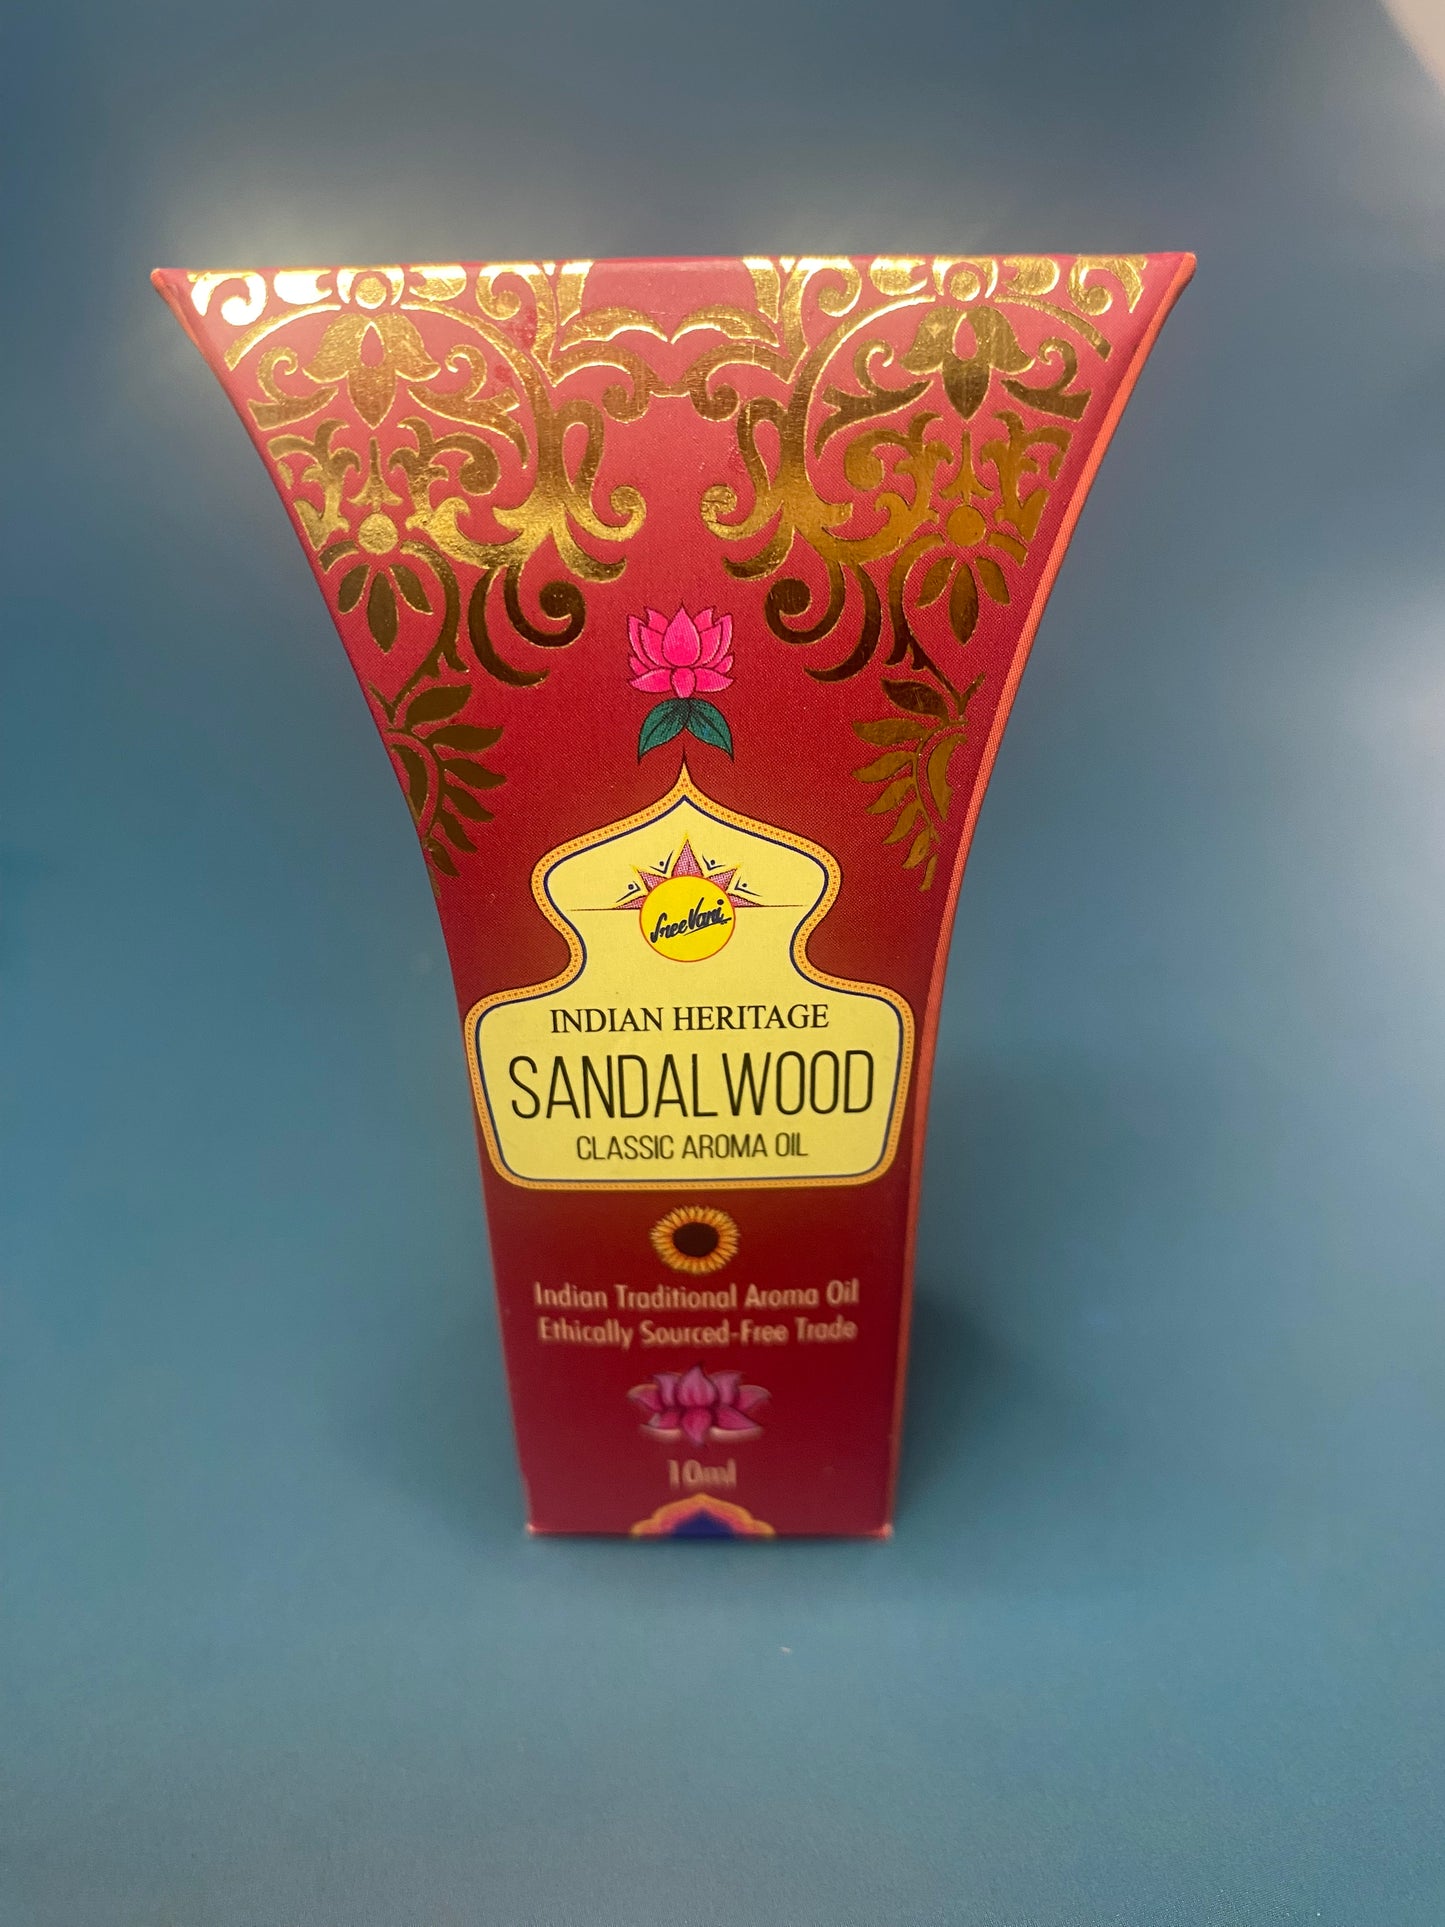 SreeVani
INDIAN HERITAGE
SANDALWOOD
CLASSIC AROMA OIL
Indian Traditional Aroma Oil
Ethically Sourced-Free Trade
10ml